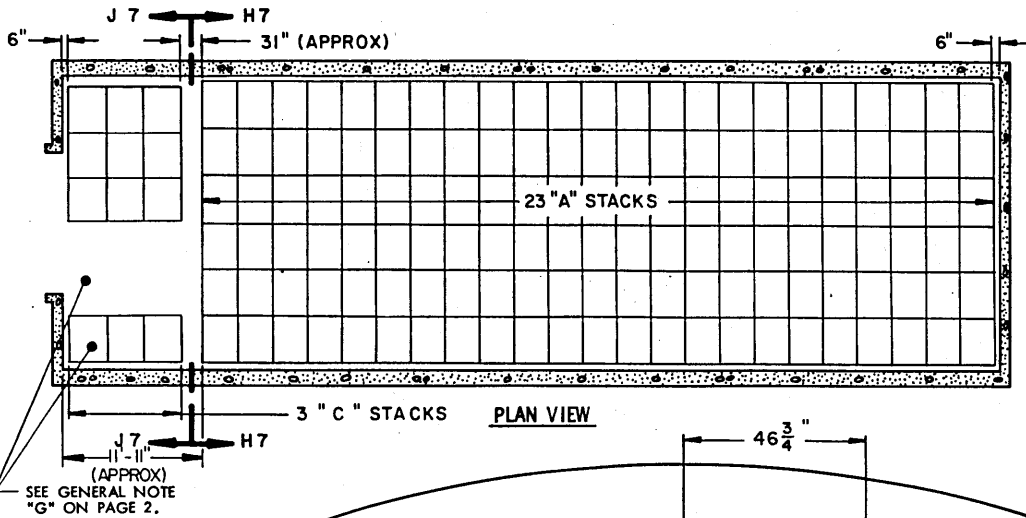 J 7 H7
6" 31" (APPROX) 6"
23 "A" STACKS
3 "C" STACKS PLAN VIEW
J 7 H7
11'-11"
(APPROX)
46 3/4"
SEE GENERAL NOTE
"G" ON PAGE 2.